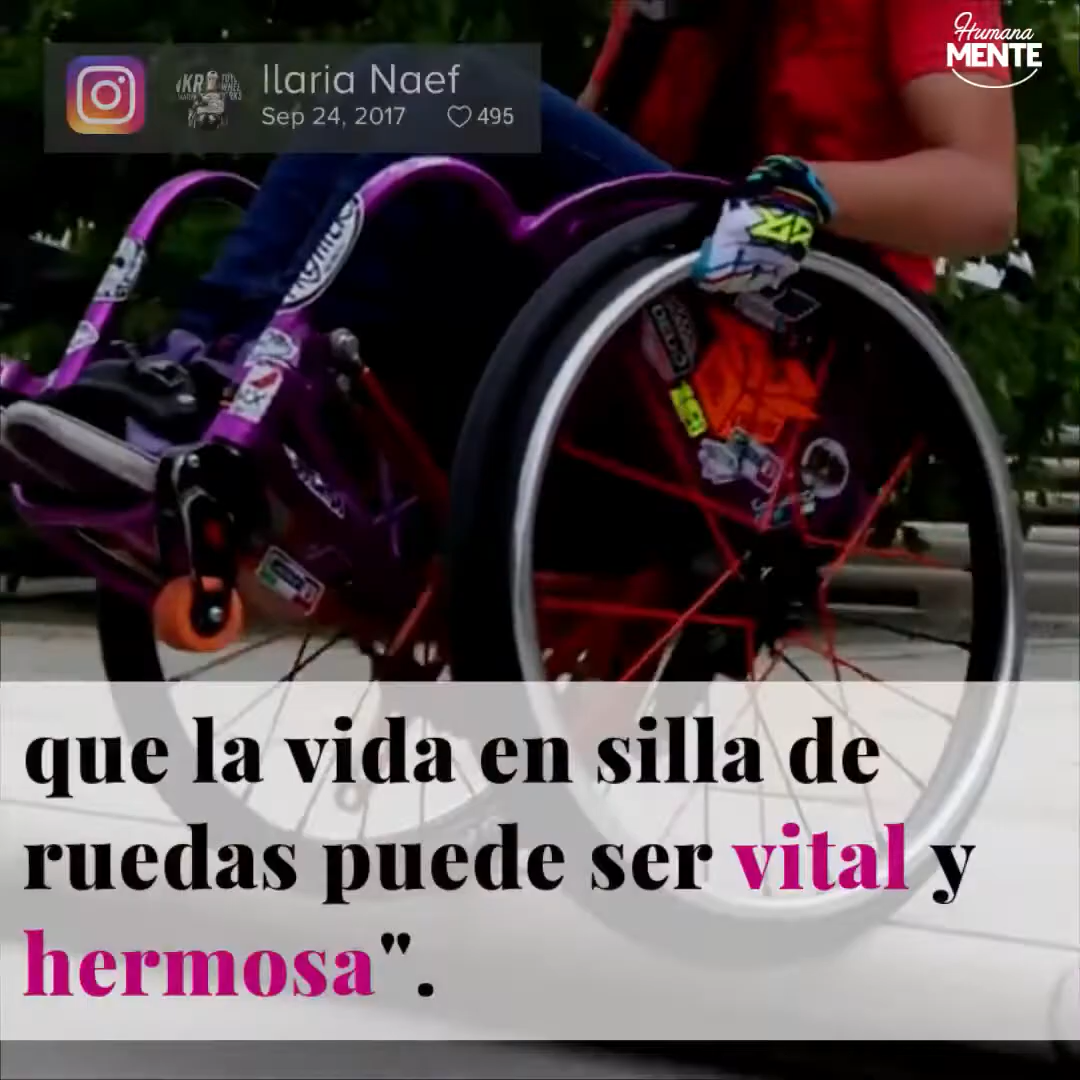 Humana
MENTE
Ilaria Naef
Sep 24, 2017 495
que la vida en silla de
ruedas puede ser vital y
hermosa".